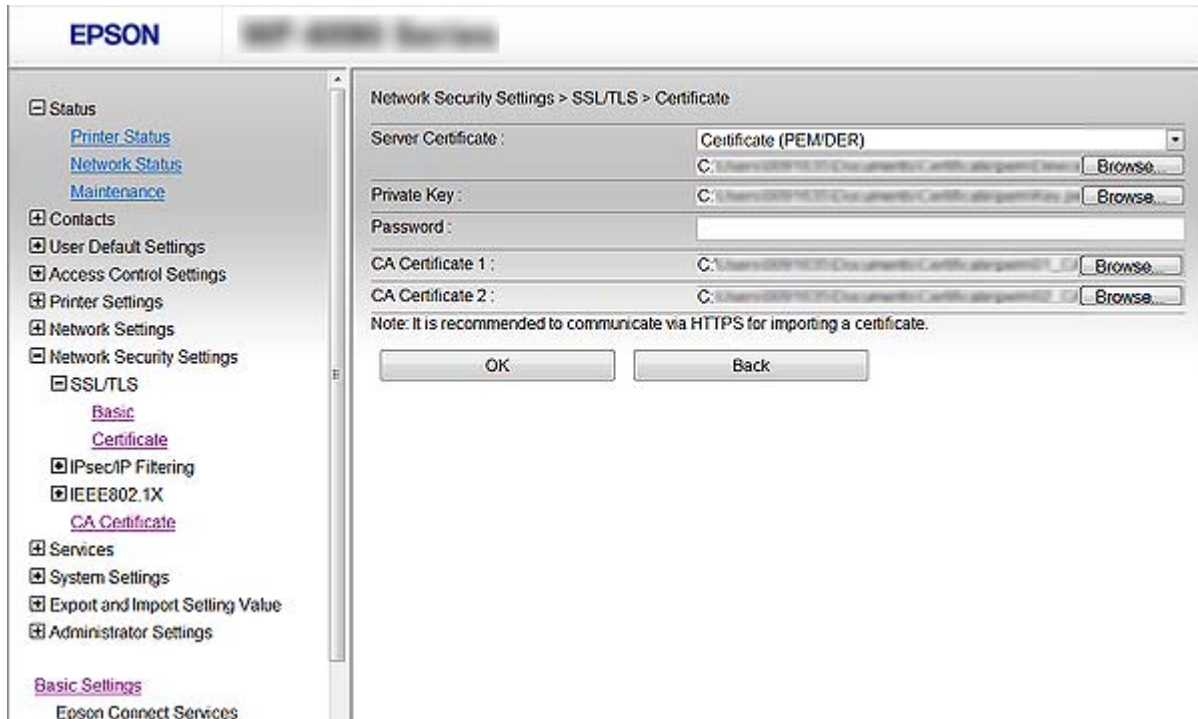 EPSON
Status
Printer Status
Network Status
Maintenance
Contacts
User Default Settings
Access Control Settings
Printer Settings
Network Settings
Network Security Settings
SSL/TLS
Basic
Certificate
IPsec/IP Filtering
IEEE802.1X
CA Certificate
Services
System Settings
Export and Import Setting Value
Administrator Settings
Basic Settings
Epson Connect Services
Network Security Settings > SSL/TLS > Certificate
Server Certificate : Certificate (PEM/DER)
C: Browse...
Private Key : C: Browse...
Password :
CA Certificate 1 : C: Browse...
CA Certificate 2 : C: Browse...
Note: It is recommended to communicate via HTTPS for importing a certificate.
OK Back